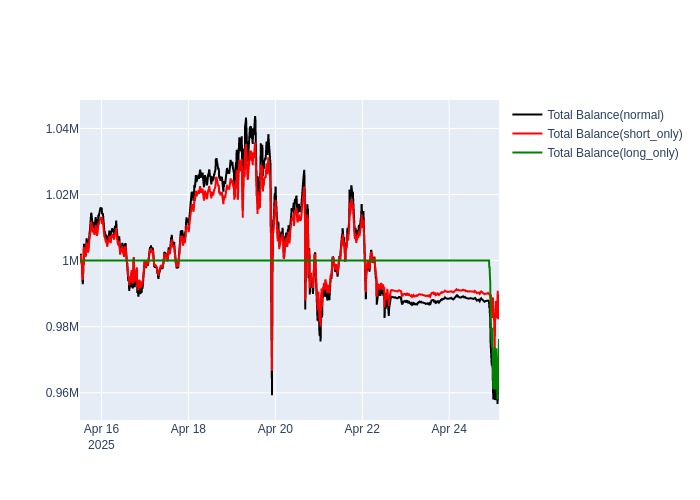 Total Balance(normal)
Total Balance(short_only)
Total Balance(long_only)
1.04M
1.02M
1M
0.98M
0.96M
Apr 16
2025
Apr 18
Apr 20
Apr 22
Apr 24